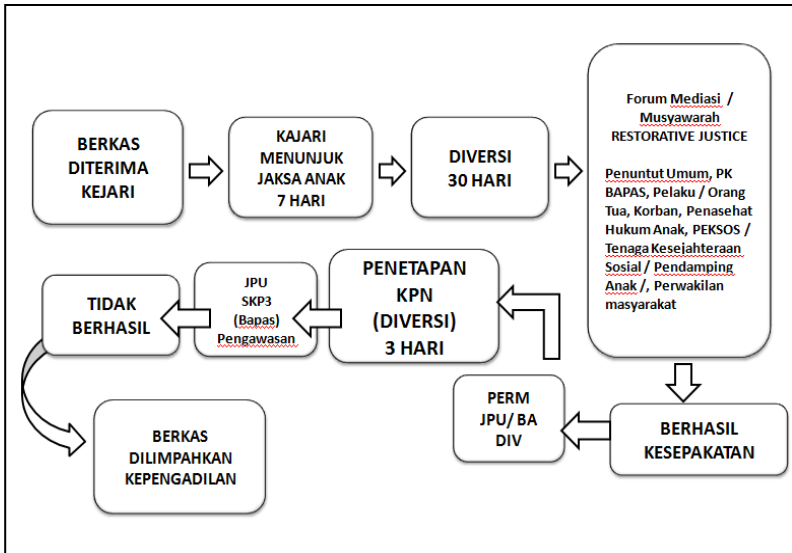 BERKAS
DITERIMA
KEJARI
KAJARI
MENUNJUK
JAKSA ANAK
7 HARI
DIVERSI
30 HARI
Forum Mediasi /
Musyawarah
RESTORATIVE JUSTICE
Penuntut Umum, PK
BAPAS, Pelaku / Orang
Tua, Korban, Penasehat
Hukum Anak, PEKSOS /
Tenaga Kesejahteraan
Sosial / Pendamping
Anak /, Perwakilan
masyarakat
BERHASIL
KESEPAKATAN
PERM
JPU/ BA
DIV
PENETAPAN
KPN
(DIVERSI)
3 HARI
JPU
SKP3
(Bapas)
Pengawasan
TIDAK
BERHASIL
BERKAS
DILIMPAHKAN
KEPENGADILAN